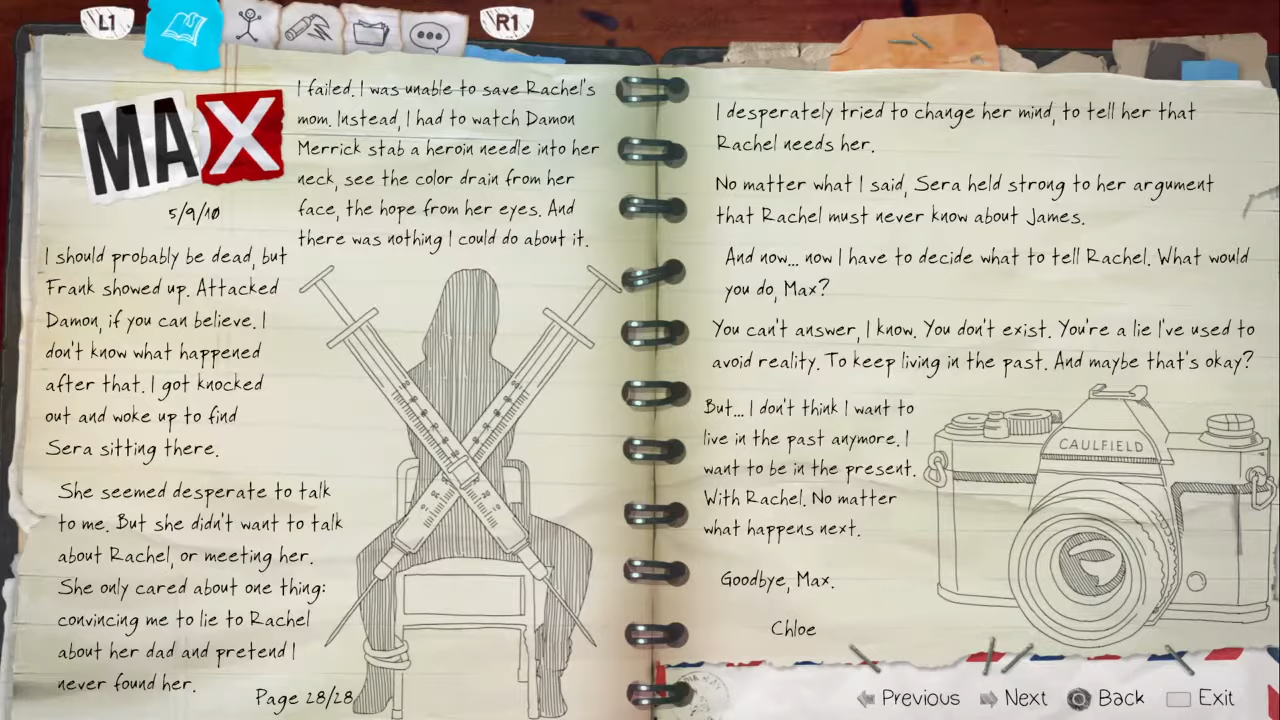 L1
R1
MAX
5/9/10
I failed. I was unable to save Rachel's
mom. Instead, I had to watch Damon
Merrick stab a heroin needle into her
neck, see the color drain from her
face, the hope from her eyes. And
there was nothing I could do about it.
I should probably be dead, but
Frank showed up. Attacked
Damon, if you can believe. I
don't know what happened
after that. I got knocked
out and woke up to find
Sera sitting there.
She seemed desperate to talk
to me. But she didn't want to talk
about Rachel, or meeting her.
She only cared about one thing:
convincing me to lie to Rachel
about her dad and pretend I
never found her.
Page 28/28
I desperately tried to change her mind, to tell her that
Rachel needs her.
No matter what I said, Sera held strong to her argument
that Rachel must never know about James.
And now... now I have to decide what to tell Rachel. What would
you do, Max?
You can't answer, I know. You don't exist. You're a lie I've used to
avoid reality. To keep living in the past. And maybe that's okay?
But... I don't think I want to
live in the past anymore. I
want to be in the present.
With Rachel. No matter
what happens next.
Goodbye, Max.
Chloe
CAULFIELD
Previous Next Back Exit